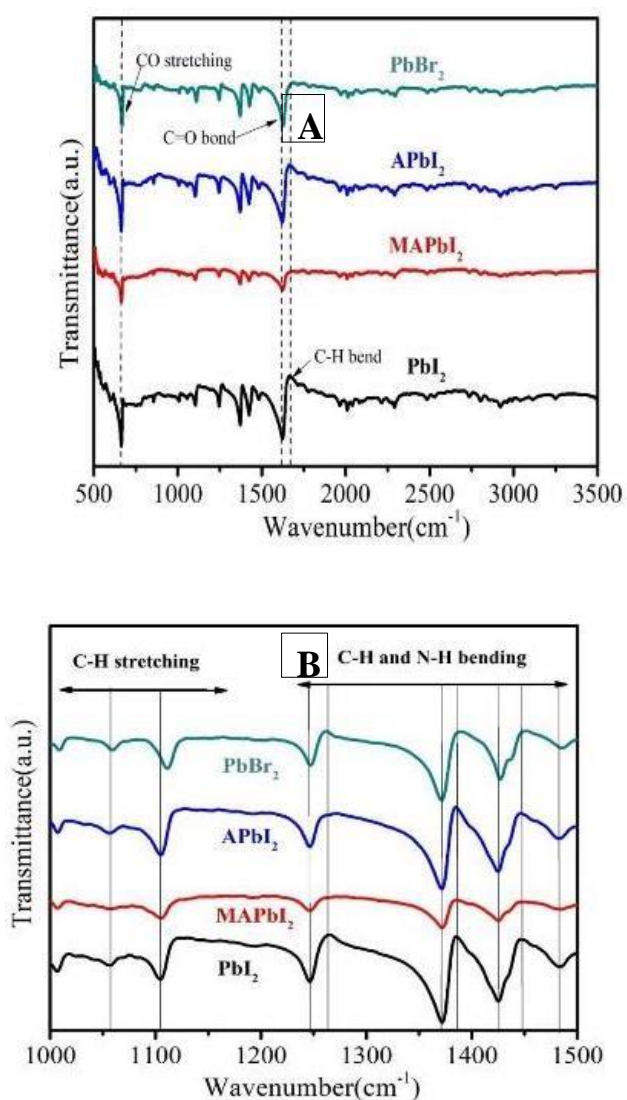 CO stretching
PbBr₂
C=O bond
A
APbI₂
MAPbI₂
C-H bend
PbI₂
Transmittance(a.u.)
500 1000 1500 2000 2500 3000 3500
Wavenumber(cm⁻¹)
B
C-H stretching
C-H and N-H bending
PbBr₂
APbI₂
MAPbI₂
PbI₂
Transmittance(a.u.)
1000 1100 1200 1300 1400 1500
Wavenumber(cm⁻¹)